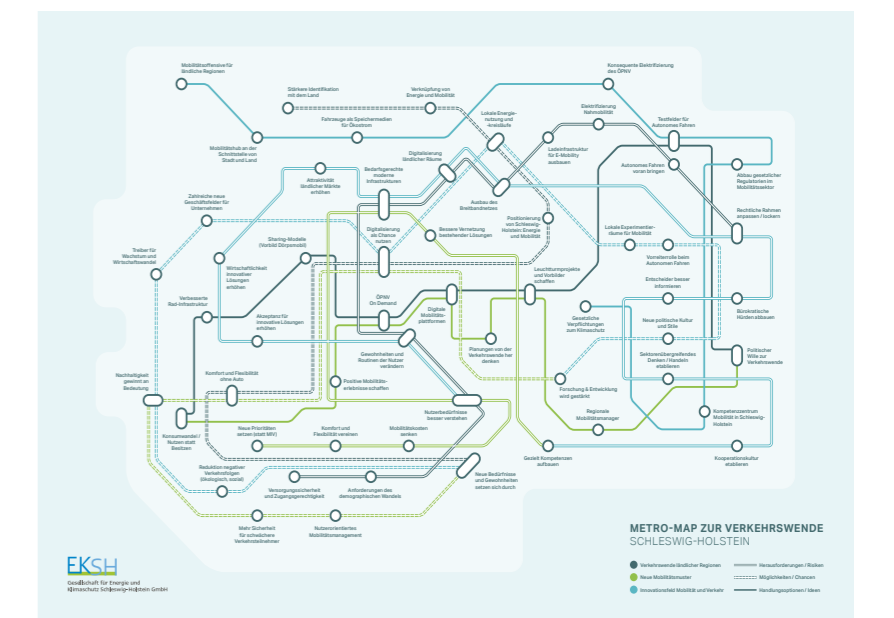 Mobilitätsoffensive für
ländliche Regionen
Konsequente Elektrifizierung
des ÖPNV
Stärkere Identifikation
mit dem Land
Verknüpfung von
Energie und Mobilität
Fahrzeuge als Speichermedien
für Ökostrom
Lokale Energie-
nutzung und
-kreisläufe
Elektrifizierung
Nahmobilität
Testfelder für
Autonomes Fahren
Mobilitätshub an der
Schnittstelle von
Stadt und Land
Digitalisierung
ländlicher Räume
Ladeinfrastruktur
für E-Mobility
ausbauen
Autonomes Fahren
voran bringen
Abbau gesetzlicher
Regularien im
Mobilitätssektor
Attraktivität
ländlicher Märkte
erhöhen
Bedarfsgerechte
moderne
Infrastrukturen
Ausbau des
Breitbandnetzes
Zahlreiche neue
Geschäftsfelder für
Unternehmen
Positionierung
von Schleswig-
Holstein Energie
und Mobilität
Rechtliche Rahmen
anpassen / lockern
Digitalisierung
als Chance
nutzen
Bessere Vernetzung
bestehender Lösungen
Lokale Experimentier-
räume für Mobilität
Sharing-Modelle
(Vorbild Dörpsmobil)
Treiber für
Wachstum und
Wirtschaftswandel
Wirtschaftlichkeit
innovativer
Lösungen
erhöhen
Leuchtturmprojekte
und Vorbilder
schaffen
Vorreiterrolle beim
Autonomen Fahren
Entscheider besser
informieren
Verbesserte
Rad-Infrastruktur
ÖPNV
On Demand
Digitale
Mobilitäts-
plattformen
Gesetzliche
Verpflichtungen
zum Klimaschutz
Bürokratische
Hürden abbauen
Akzeptanz für
innovative Lösungen
erhöhen
Neue politische Kultur
und Stile
Gewohnheiten und
Routinen der Nutzer
verändern
Planungen von der
Verkehrswende her
denken
Sektorenübergreifendes
Denken / Handeln
etablieren
Politischer
Wille zur
Verkehrswende
Nachhaltigkeit
gewinnt an
Bedeutung
Komfort und Flexibilität
ohne Auto
Positive Mobilitäts-
erlebnisse schaffen
Forschung & Entwicklung
wird gestärkt
Konsumwandel /
Nutzen statt
Besitzen
Neue Prioritäten
setzen (statt MIV)
Komfort und
Flexibilität vereinen
Mobilitätskosten
senken
Nutzerbedürfnisse
besser verstehen
Regionale
Mobilitätsmanager
Kompetenzzentrum
Mobilität in Schleswig-
Holstein
Gezielt Kompetenzen
aufbauen
Kooperationskultur
etablieren
Reduktion negativer
Verkehrsfolgen
(ökologisch, sozial)
Versorgungssicherheit
und Zugangsgerechtigkeit
Anforderungen des
demographischen Wandels
Neue Bedürfnisse
und Gewohnheiten
setzen sich durch
Mehr Sicherheit
für schwächere
Verkehrsteilnehmer
Nutzerorientiertes
Mobilitätsmanagement
METRO-MAP ZUR VERKEHRSWENDE
SCHLESWIG-HOLSTEIN
Verkehrswende ländlicher Regionen
Herausforderungen / Risiken
Neue Mobilitätsmuster
Möglichkeiten / Chancen
Innovationsfeld Mobilität und Verkehr
Handlungsoptionen / Ideen
EKSH
Gesellschaft für Energie und
Klimaschutz Schleswig-Holstein GmbH